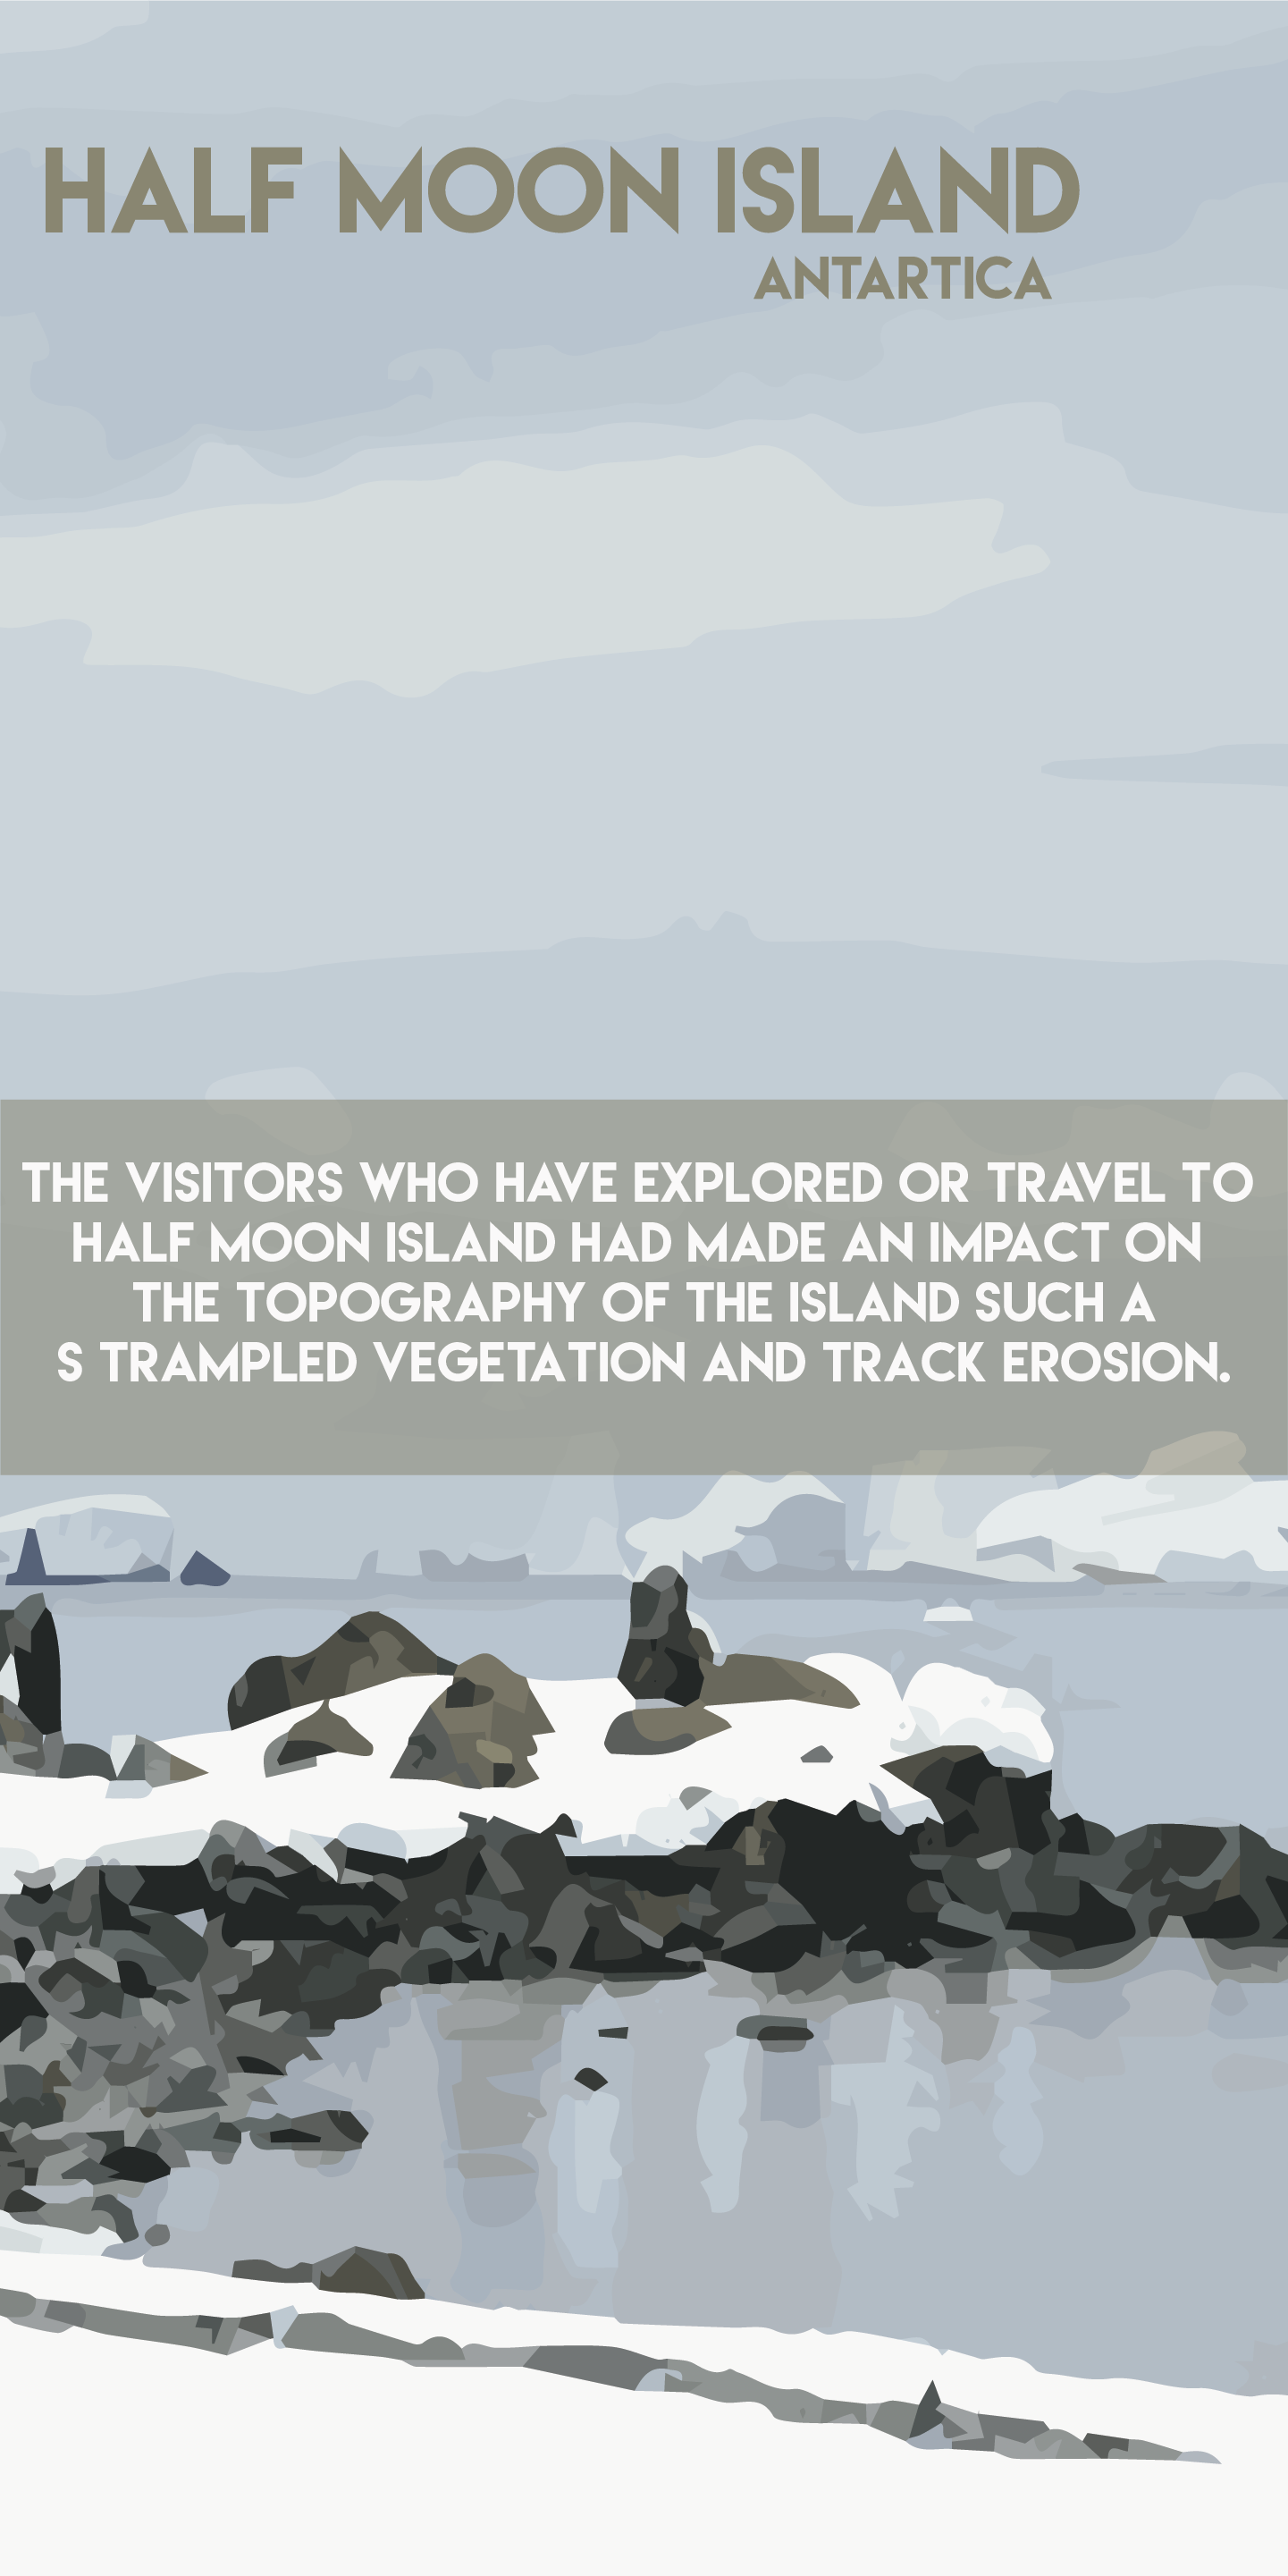 HALF MOON ISLAND
ANTARTICA
THE VISITORS WHO HAVE EXPLORED OR TRAVEL TO
HALF MOON ISLAND HAD MADE AN IMPACT ON
THE TOPOGRAPHY OF THE ISLAND SUCH A
S TRAMPLED VEGETATION AND TRACK EROSION.